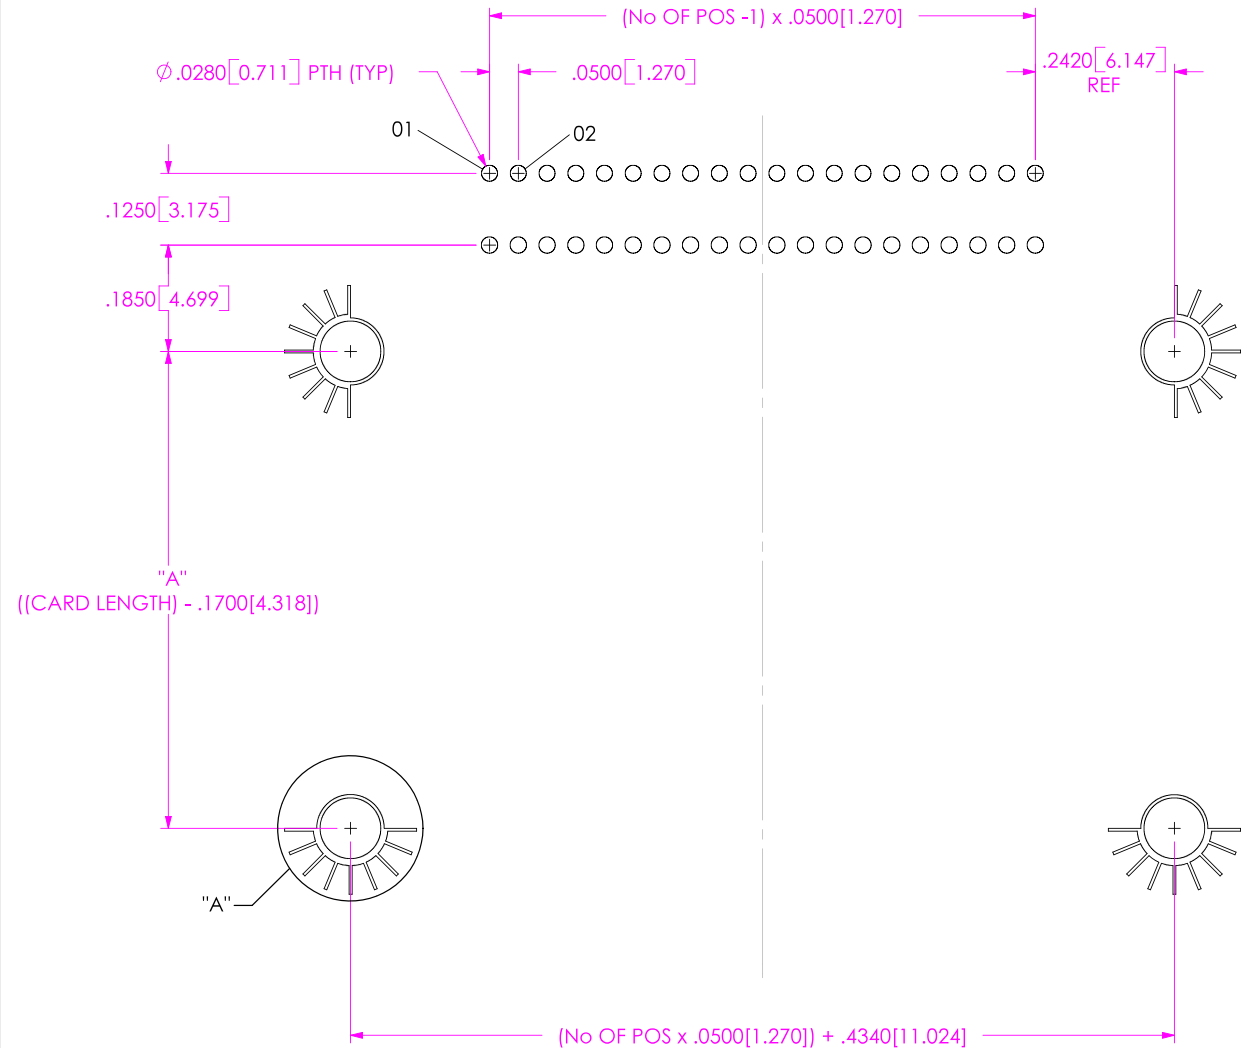 (No OF POS -1) x .0500[1.270]
Ø.0280[0.711] PTH (TYP)
.0500[1.270]
.2420[6.147]
REF
01
02
.1250[3.175]
.1850[4.699]
"A"
((CARD LENGTH) - .1700[4.318])
"A"
(No OF POS x .0500[1.270]) + .4340[11.024]